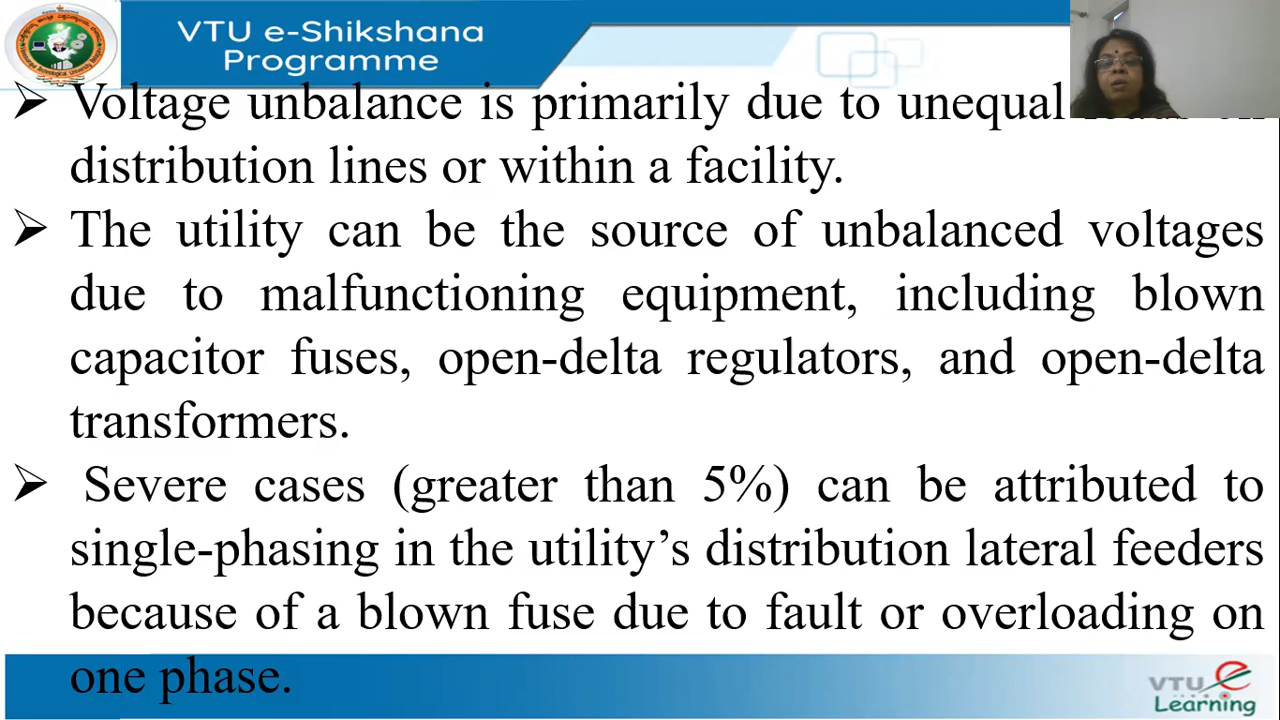 VTU e-Shikshana
Programme
➢ Voltage unbalance is primarily due to unequal
distribution lines or within a facility.
➢ The utility can be the source of unbalanced voltages
due to malfunctioning equipment, including blown
capacitor fuses, open-delta regulators, and open-delta
transformers.
➢ Severe cases (greater than 5%) can be attributed to
single-phasing in the utility’s distribution lateral feeders
because of a blown fuse due to fault or overloading on
one phase.
VTU e
Learning